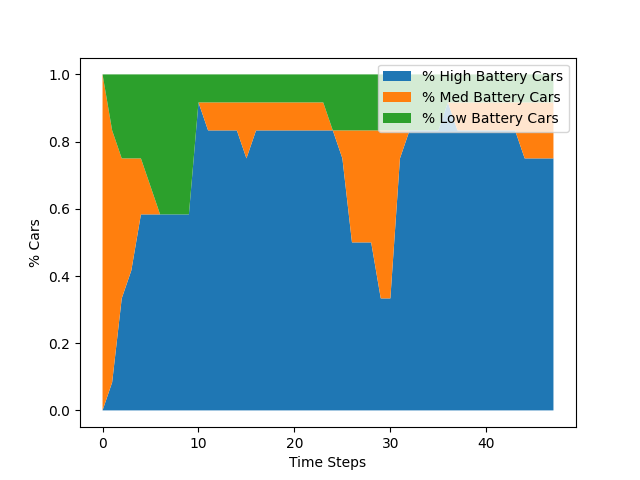 % High Battery Cars
% Med Battery Cars
% Low Battery Cars
1.0
0.8
0.6
0.4
0.2
0.0
% Cars
0 10 20 30 40
Time Steps